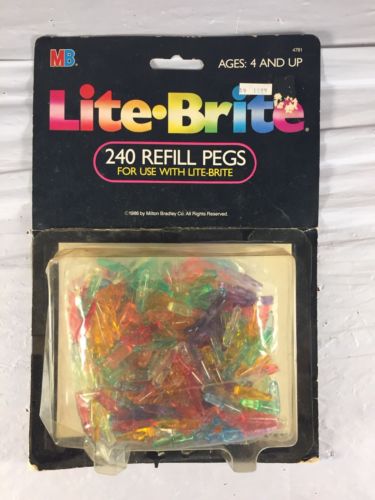 MB
4781
AGES: 4 AND UP
Lite•Brite®
240 REFILL PEGS
FOR USE WITH LITE-BRITE
©1986 by Milton Bradley Co. All Rights Reserved.